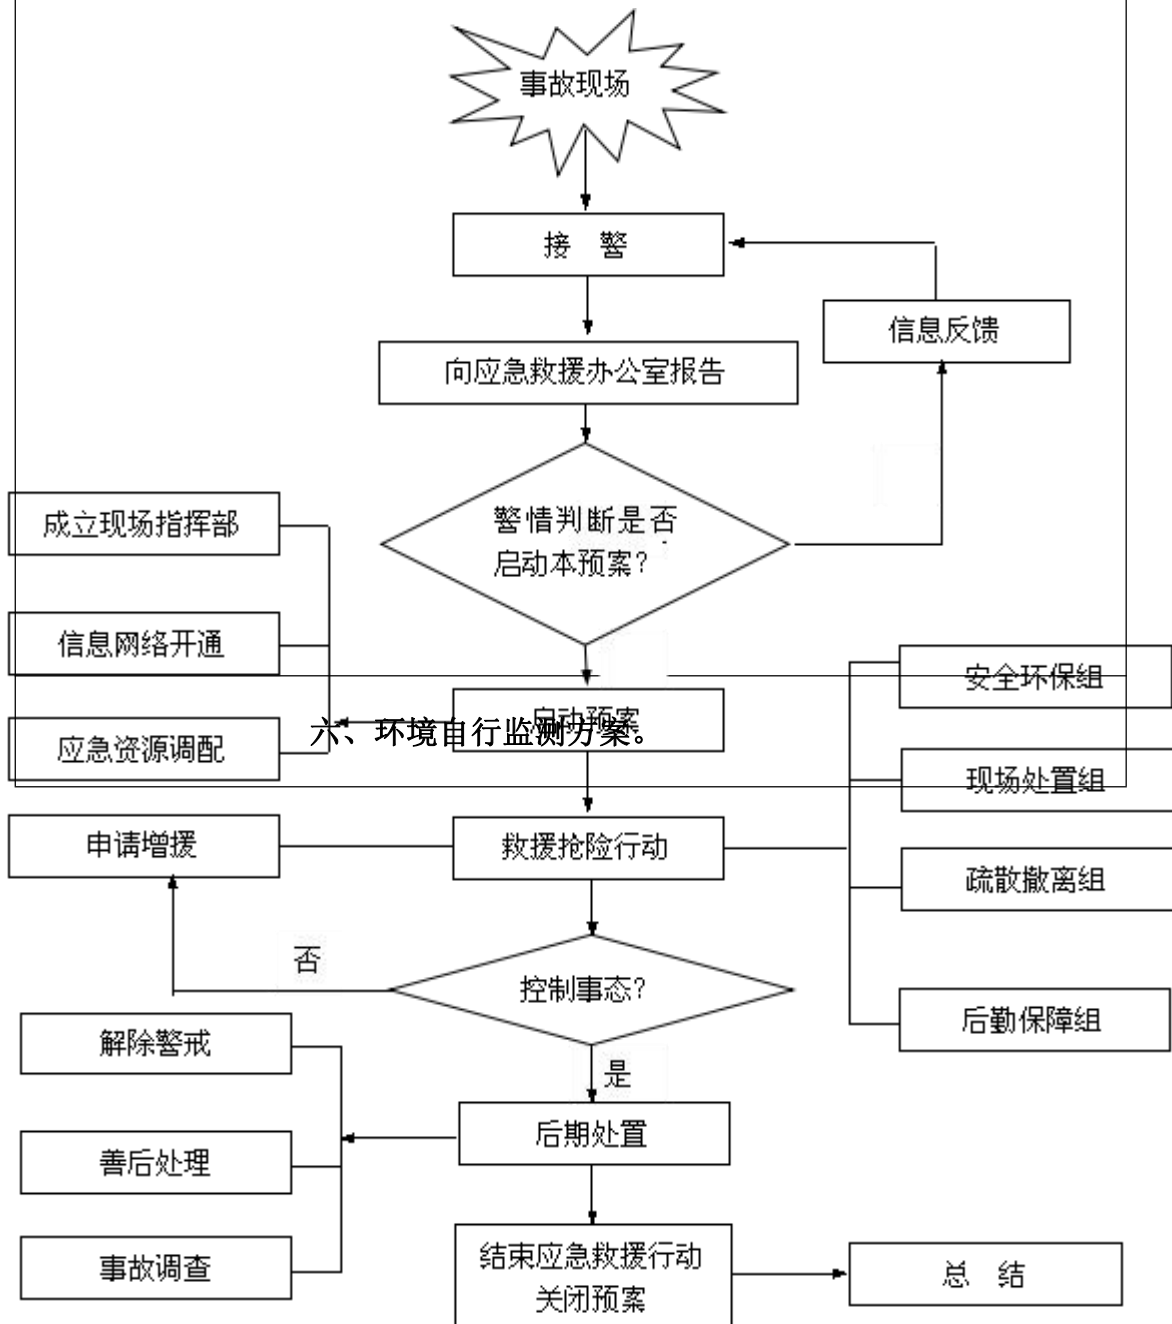 事故现场
接 警
信息反馈
向应急救援办公室报告
警情判断是否
启动本预案?
成立现场指挥部
信息网络开通
应急资源调配
启动预案
六、环境自行监测方案。
安全环保组
现场处置组
疏散撤离组
后勤保障组
申请增援
救援抢险行动
否
控制事态?
是
解除警戒
善后处理
事故调查
后期处置
结束应急救援行动
关闭预案
总 结